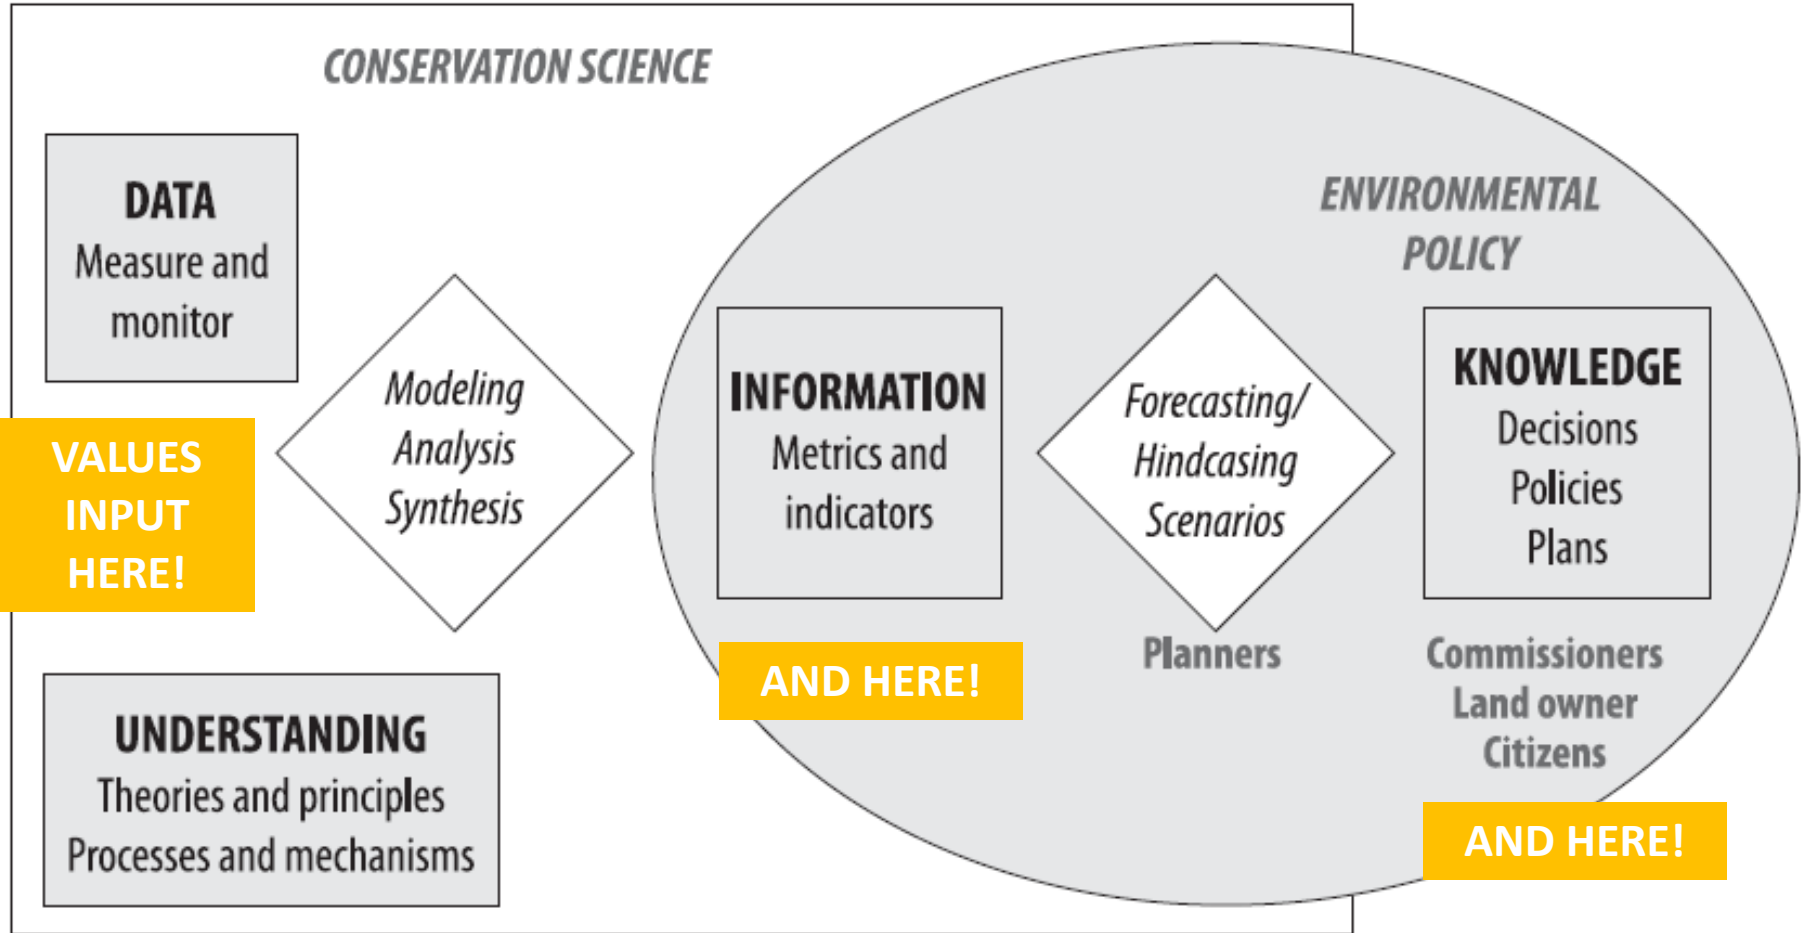 CONSERVATION SCIENCE
DATA
Measure and
monitor
VALUES
INPUT
HERE!
UNDERSTANDING
Theories and principles
Processes and mechanisms
Modeling
Analysis
Synthesis
INFORMATION
Metrics and
indicators
AND HERE!
ENVIRONMENTAL
POLICY
Forecasting/
Hindcasing
Scenarios
Planners
KNOWLEDGE
Decisions
Policies
Plans
Commissioners
Land owner
Citizens
AND HERE!